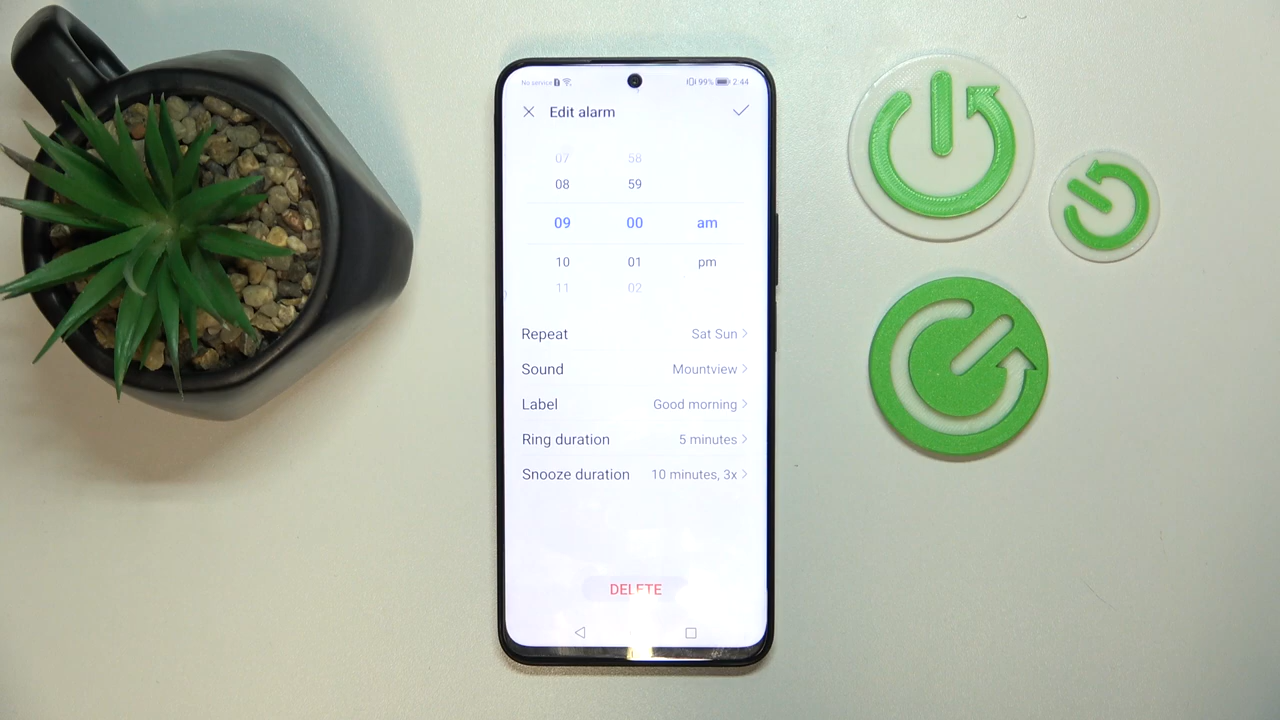 No service 99% 2:44
Edit alarm
07 58
08 59
09 00 am
10 01 pm
11 02
Repeat Sat Sun
Sound Mountview
Label Good morning
Ring duration 5 minutes
Snooze duration 10 minutes, 3x
DELETE